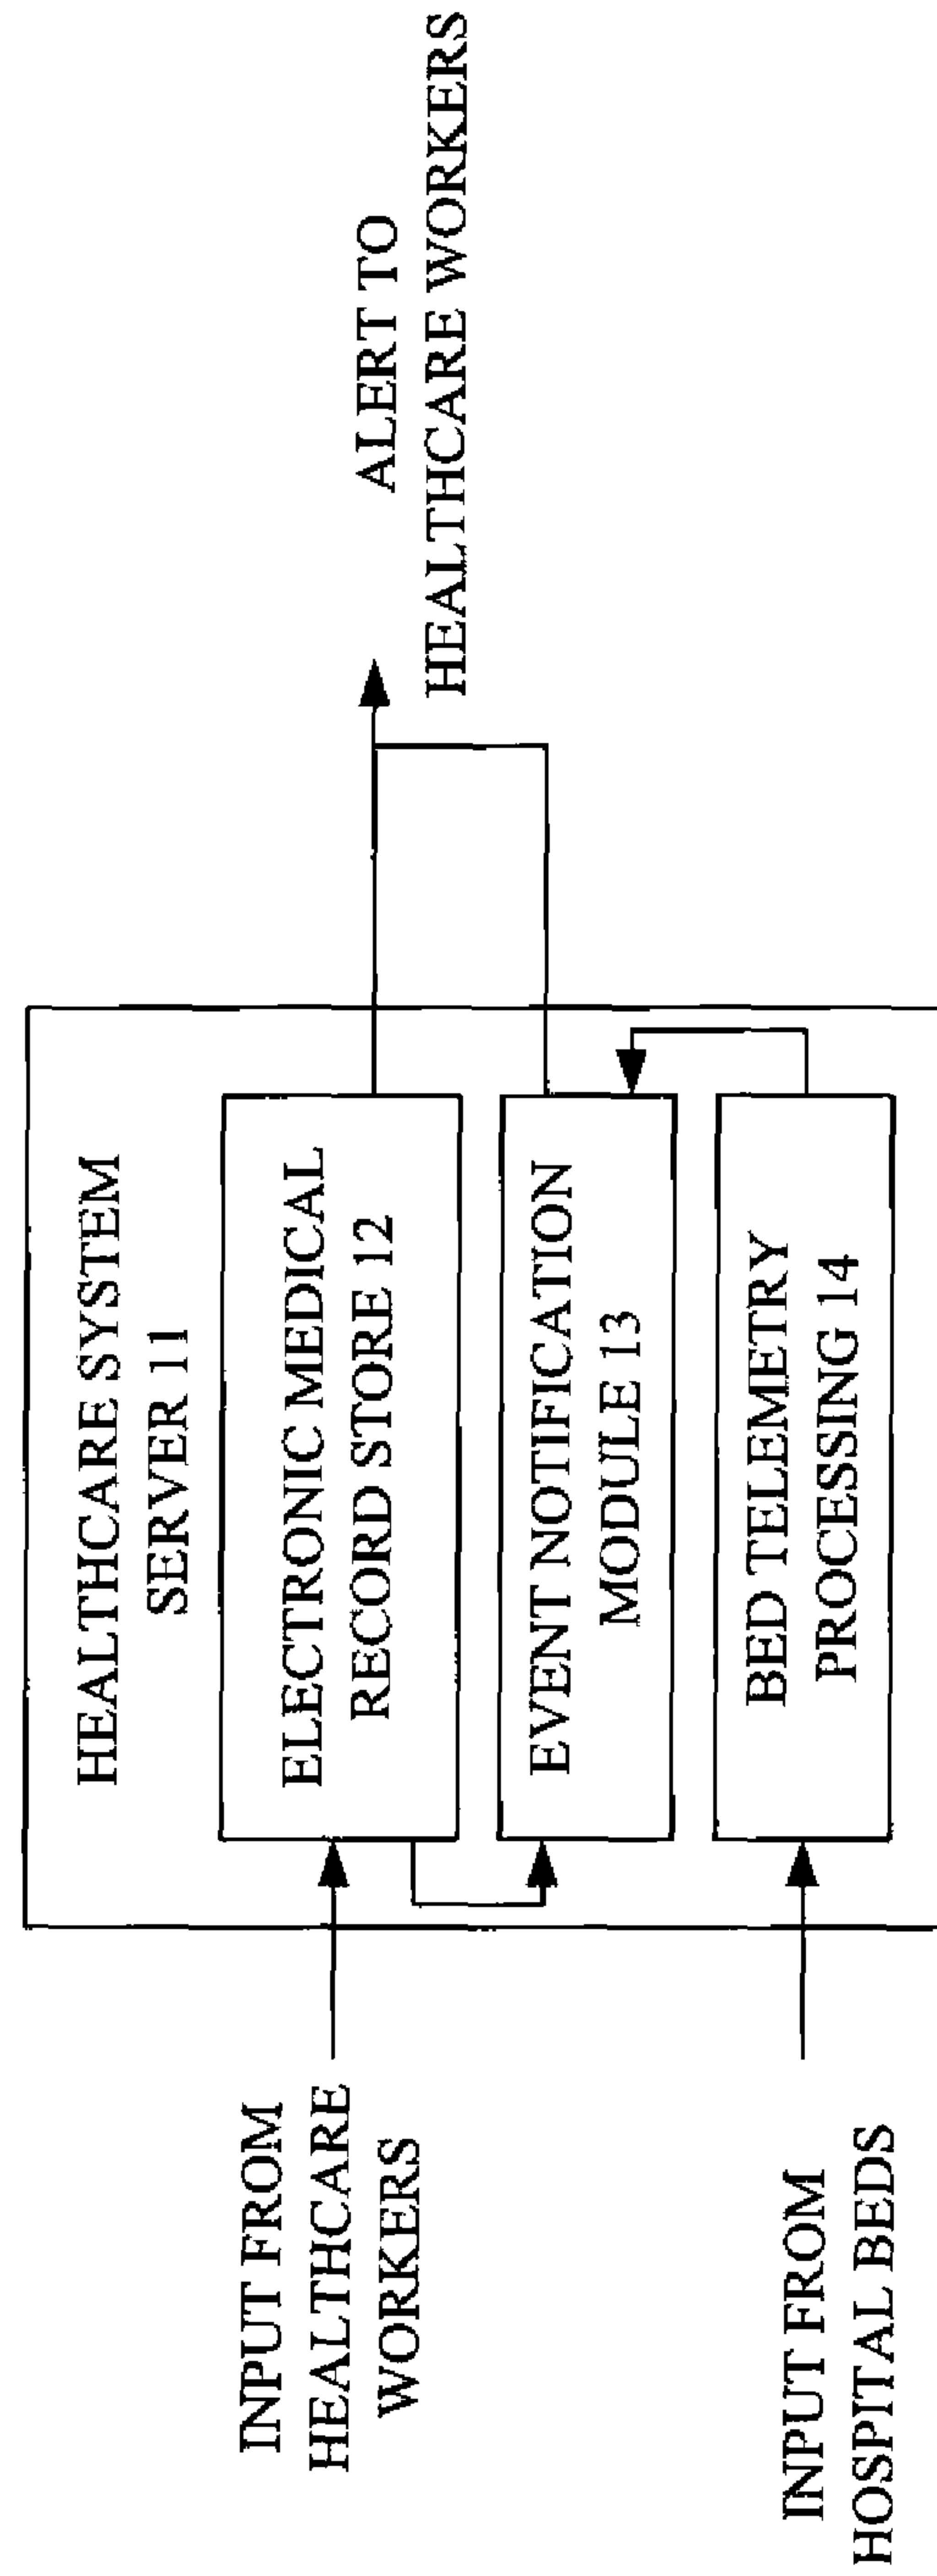 HEALTHCARE SYSTEM
SERVER 11
INPUT FROM
HEALTHCARE
WORKERS
ELECTRONIC MEDICAL
RECORD STORE 12
ALERT TO
HEALTHCARE WORKERS
EVENT NOTIFICATION
MODULE 13
INPUT FROM
HOSPITAL BEDS
BED TELEMETRY
PROCESSING 14